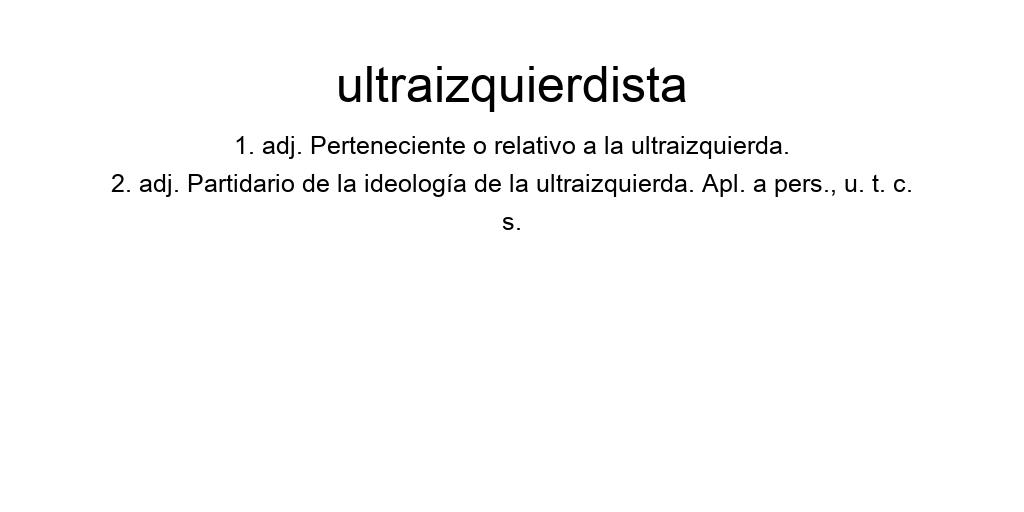 ultraizquierdista
1. adj. Perteneciente o relativo a la ultraizquierda.
2. adj. Partidario de la ideología de la ultraizquierda. Apl. a pers., u. t. c.
s.